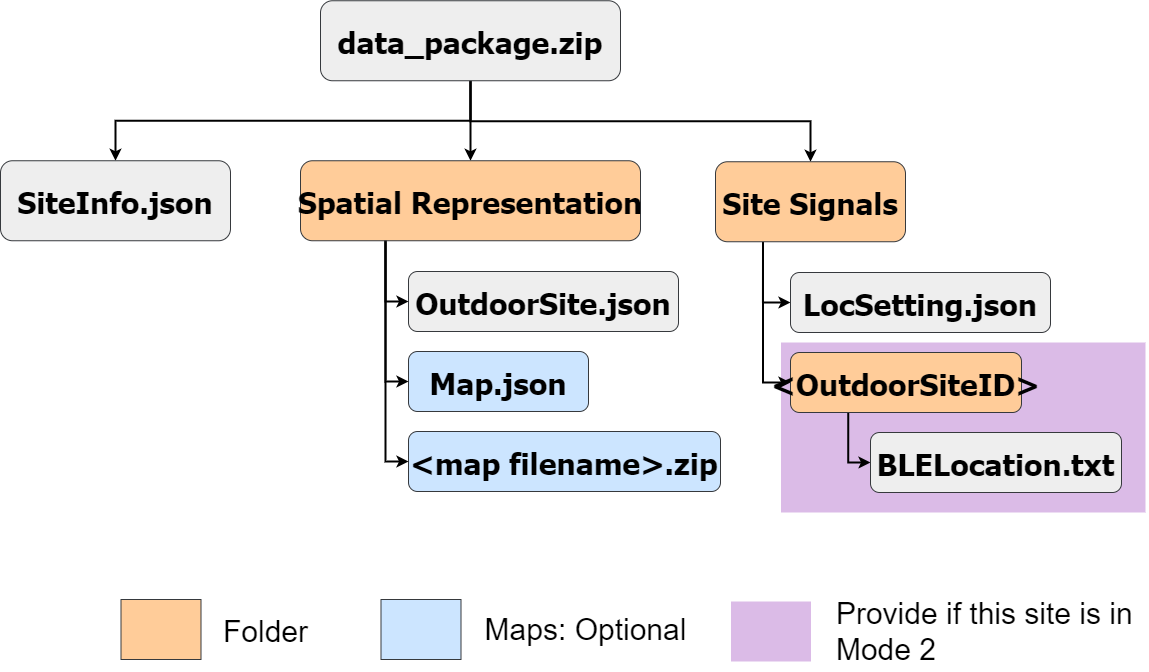 data_package.zip
SiteInfo.json
Spatial Representation
Site Signals
OutdoorSite.json
LocSetting.json
Map.json
<OutdoorSiteID>
<map filename>.zip
BLELocation.txt
Folder
Maps: Optional
Provide if this site is in
Mode 2